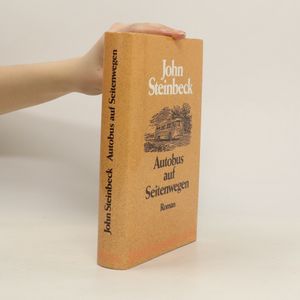 John
Steinbeck
Autobus
auf
Seitenwegen
Roman
John Steinbeck Autobus auf Seitenwegen